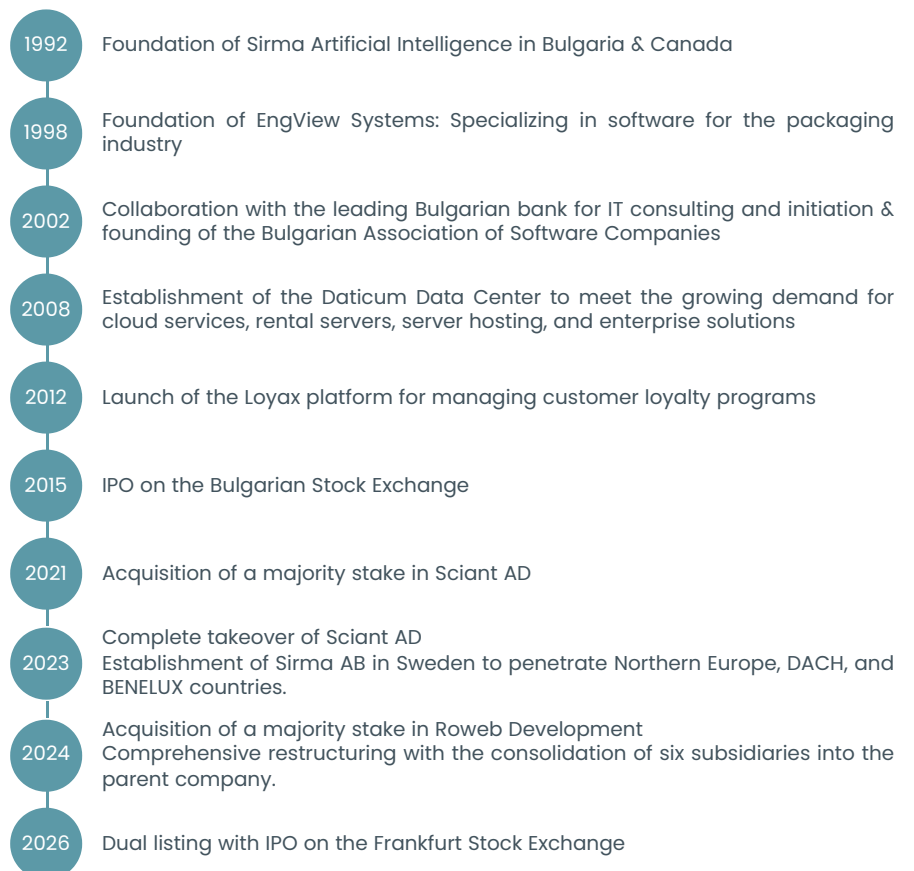 1992 Foundation of Sirma Artificial Intelligence in Bulgaria & Canada
1998 Foundation of EngView Systems: Specializing in software for the packaging
industry
2002 Collaboration with the leading Bulgarian bank for IT consulting and initiation &
founding of the Bulgarian Association of Software Companies
2008 Establishment of the Daticum Data Center to meet the growing demand for
cloud services, rental servers, server hosting, and enterprise solutions
2012 Launch of the Loyax platform for managing customer loyalty programs
2015 IPO on the Bulgarian Stock Exchange
2021 Acquisition of a majority stake in Sciant AD
Complete takeover of Sciant AD
2023 Establishment of Sirma AB in Sweden to penetrate Northern Europe, DACH, and
BENELUX countries.
Acquisition of a majority stake in Roweb Development
2024 Comprehensive restructuring with the consolidation of six subsidiaries into the
parent company.
2026 Dual listing with IPO on the Frankfurt Stock Exchange